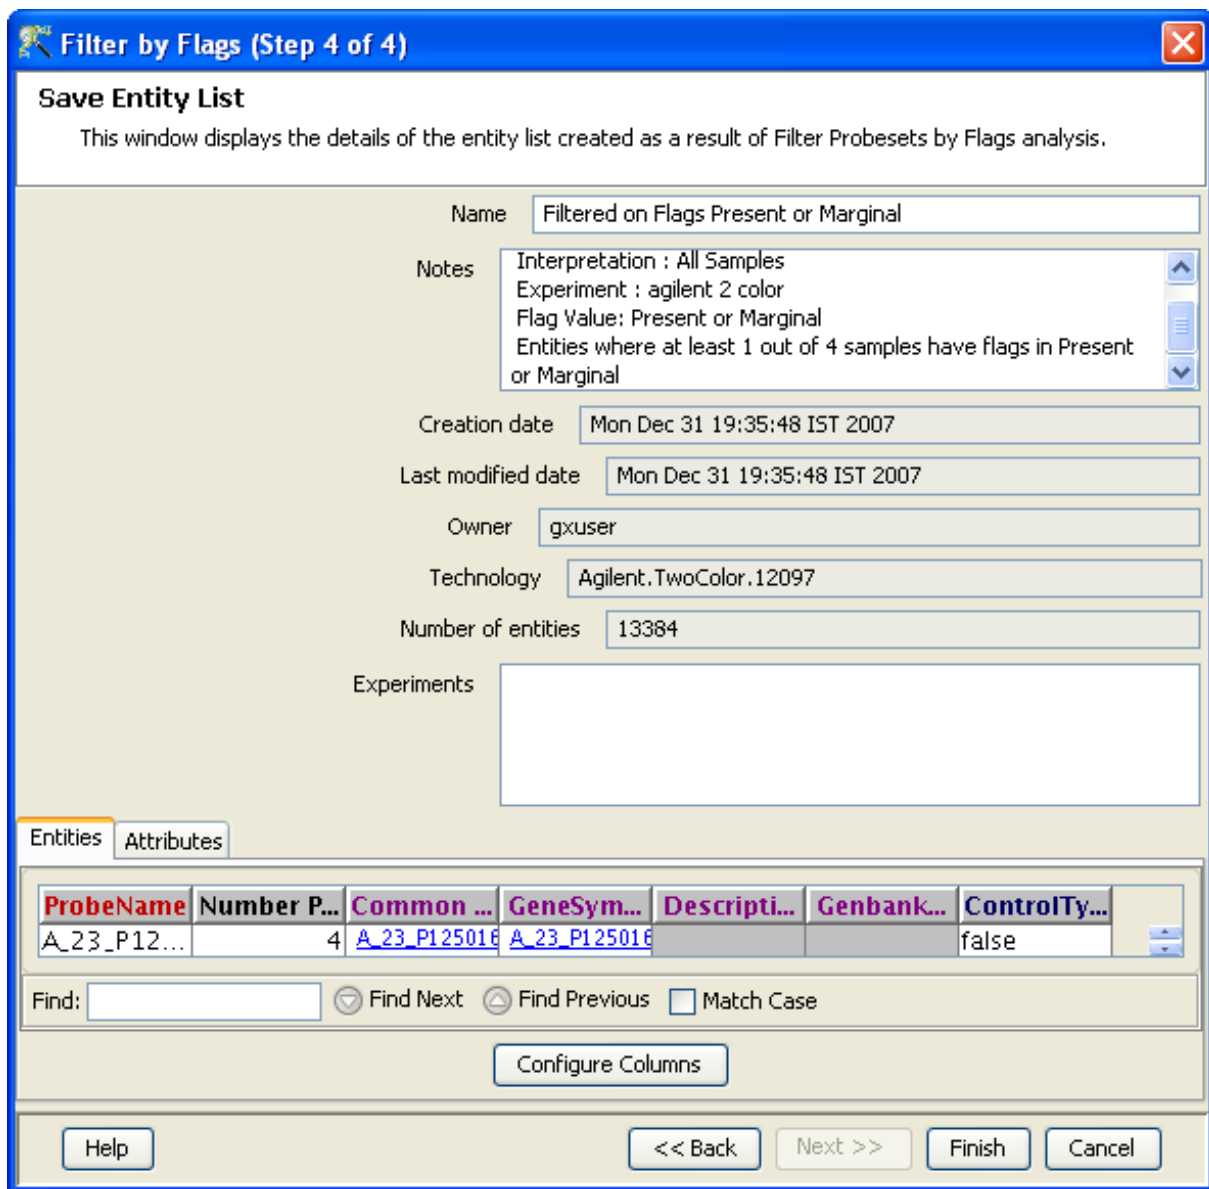 Filter by Flags (Step 4 of 4)
Save Entity List
This window displays the details of the entity list created as a result of Filter Probesets by Flags analysis.
Name Filtered on Flags Present or Marginal
Notes Interpretation : All Samples
Experiment : agilent 2 color
Flag Value: Present or Marginal
Entities where at least 1 out of 4 samples have flags in Present
or Marginal
Creation date Mon Dec 31 19:35:48 IST 2007
Last modified date Mon Dec 31 19:35:48 IST 2007
Owner gxuser
Technology Agilent.TwoColor.12097
Number of entities 13384
Experiments
Entities Attributes
ProbeName Number P... Common ... GeneSym... Descripti... Genbank... ControlTy...
A_23_P12... 4 A_23_P125016 A_23_P125016 false
Find: Find Next Find Previous Match Case
Configure Columns
Help << Back Next >> Finish Cancel